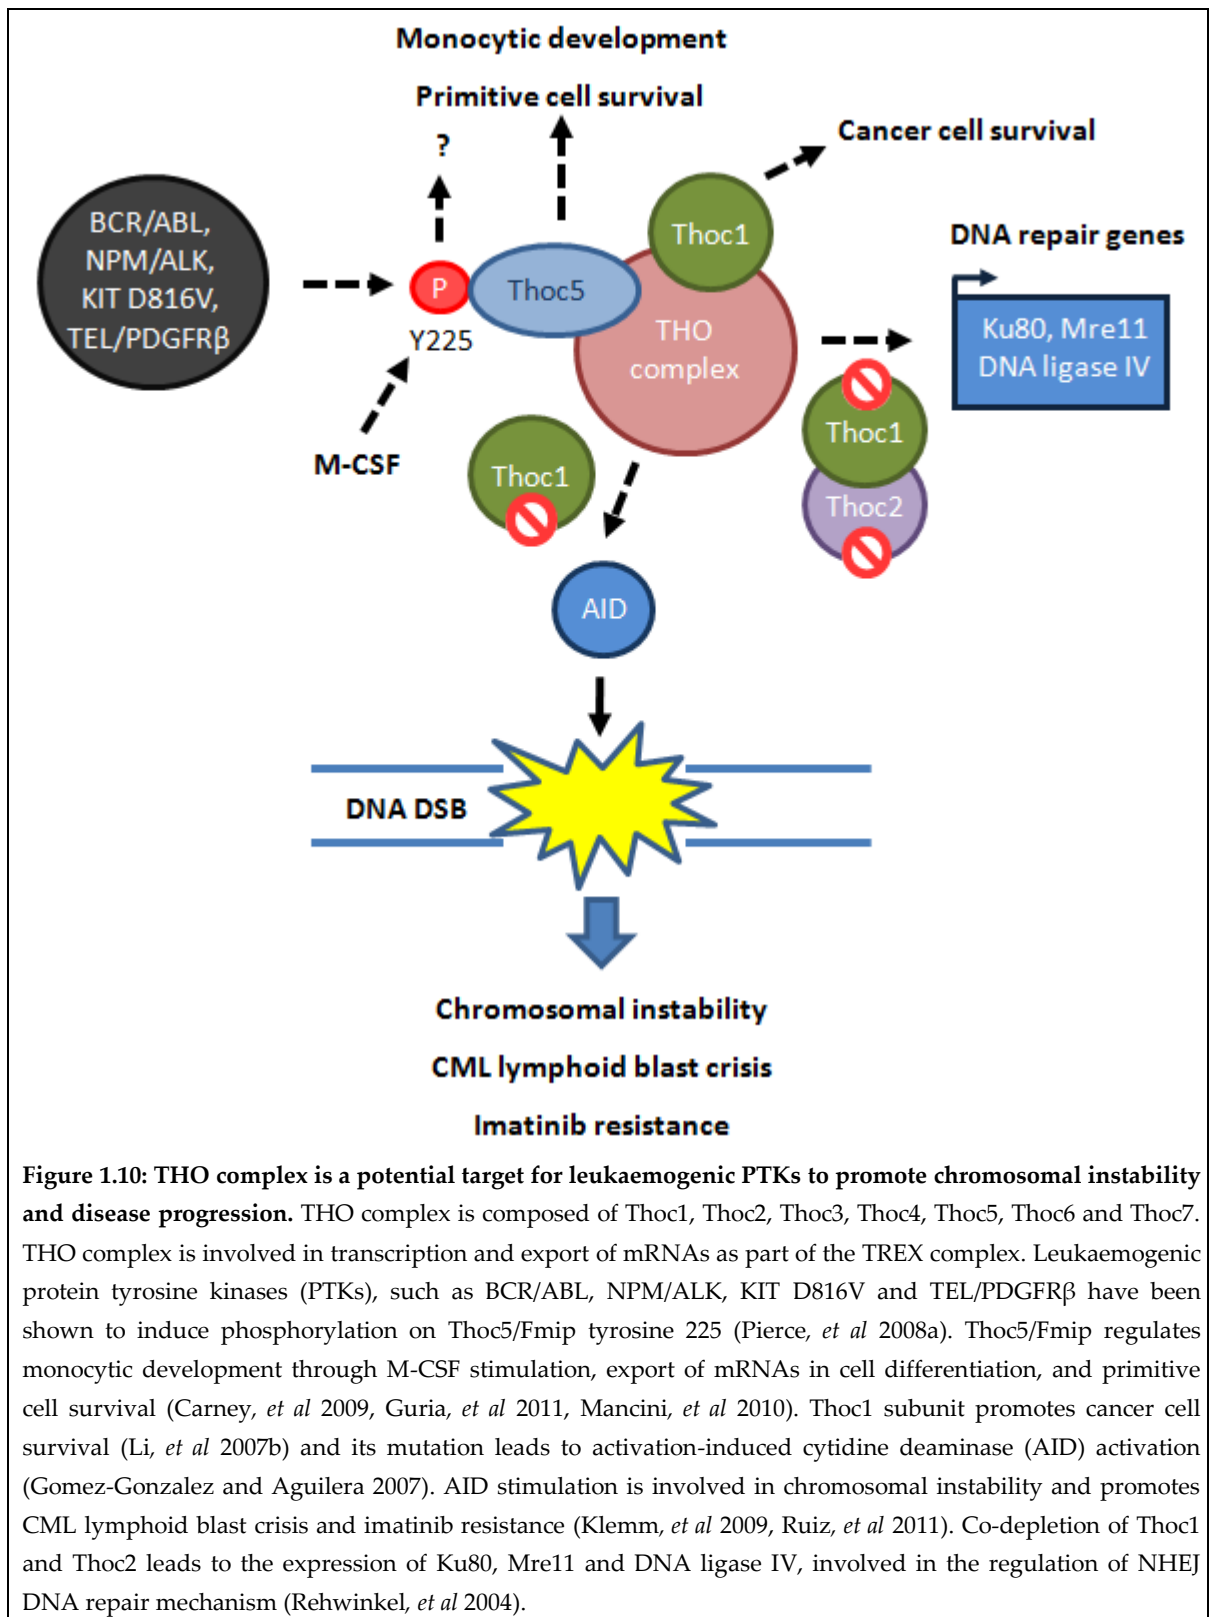 Monocytic development
Primitive cell survival
?
Cancer cell survival
BCR/ABL,
NPM/ALK,
KIT D816V,
TEL/PDGFRβ
P
Y225
Thoc5
Thoc1
THO
complex
DNA repair genes
Ku80, Mre11
DNA ligase IV
M-CSF
Thoc1
Thoc1
Thoc2
AID
DNA DSB
Chromosomal instability
CML lymphoid blast crisis
Imatinib resistance
Figure 1.10: THO complex is a potential target for leukaemogenic PTKs to promote chromosomal instability
and disease progression. THO complex is composed of Thoc1, Thoc2, Thoc3, Thoc4, Thoc5, Thoc6 and Thoc7.
THO complex is involved in transcription and export of mRNAs as part of the TREX complex. Leukaemogenic
protein tyrosine kinases (PTKs), such as BCR/ABL, NPM/ALK, KIT D816V and TEL/PDGFRβ have been
shown to induce phosphorylation on Thoc5/Fmip tyrosine 225 (Pierce, et al 2008a). Thoc5/Fmip regulates
monocytic development through M-CSF stimulation, export of mRNAs in cell differentiation, and primitive
cell survival (Carney, et al 2009, Guria, et al 2011, Mancini, et al 2010). Thoc1 subunit promotes cancer cell
survival (Li, et al 2007b) and its mutation leads to activation-induced cytidine deaminase (AID) activation
(Gomez-Gonzalez and Aguilera 2007). AID stimulation is involved in chromosomal instability and promotes
CML lymphoid blast crisis and imatinib resistance (Klemm, et al 2009, Ruiz, et al 2011). Co-depletion of Thoc1
and Thoc2 leads to the expression of Ku80, Mre11 and DNA ligase IV, involved in the regulation of NHEJ
DNA repair mechanism (Rehwinkel, et al 2004).